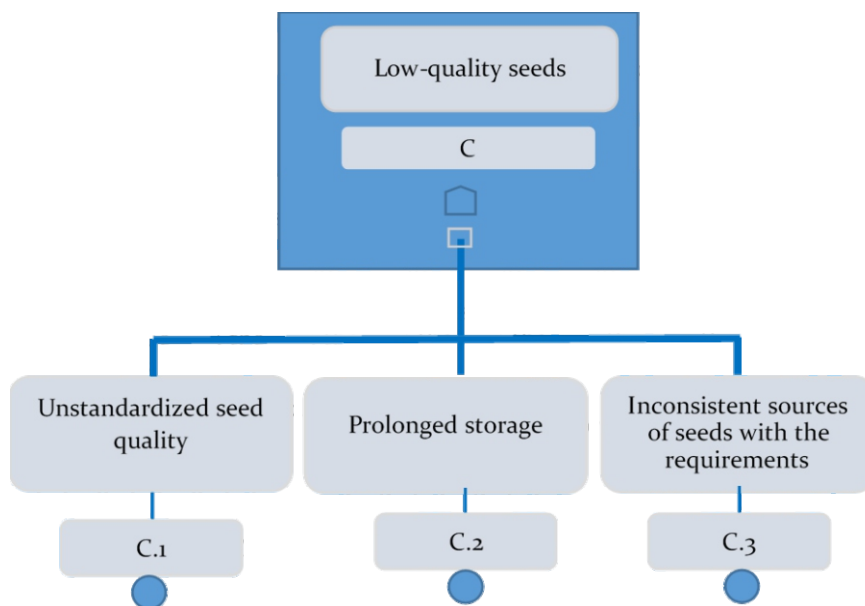 Low-quality seeds
C
Unstandardized seed
quality
Prolonged storage
Inconsistent sources
of seeds with the
requirements
C.1
C.2
C.3